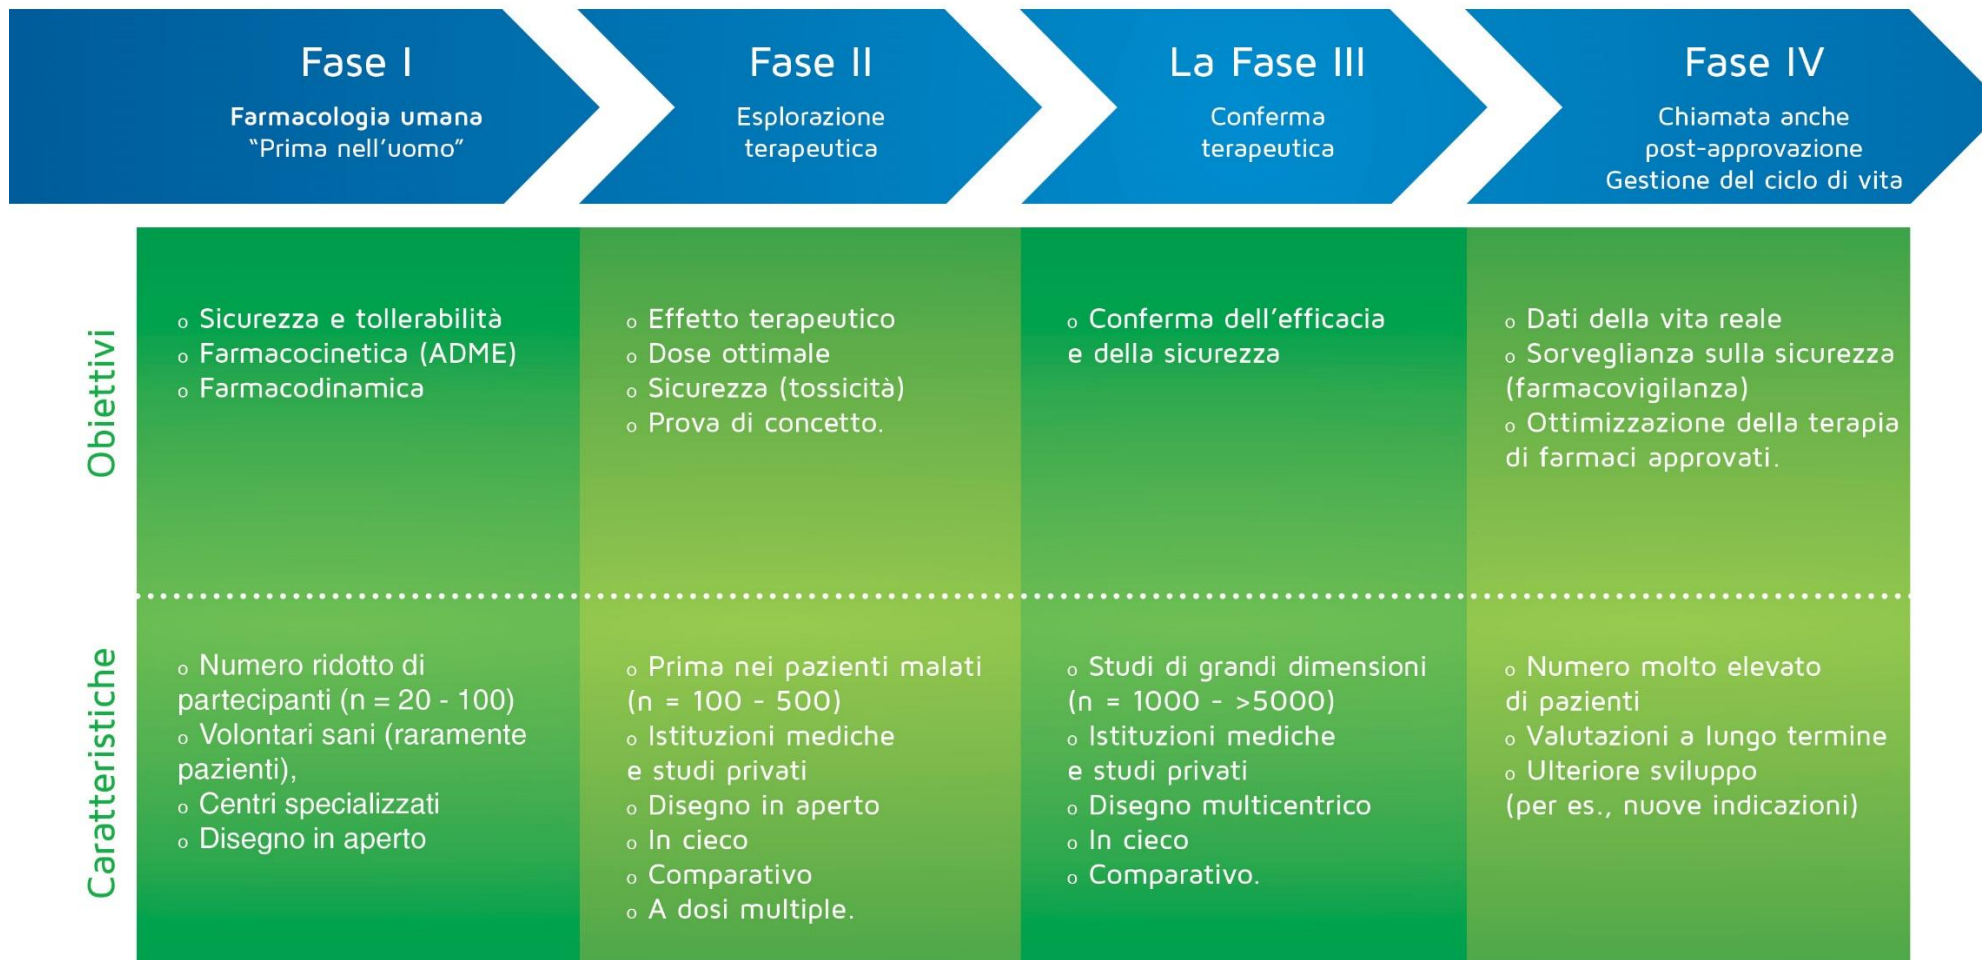 Fase I
Farmacologia umana
“Prima nell’uomo”
Fase II
Esplorazione
terapeutica
La Fase III
Conferma
terapeutica
Fase IV
Chiamata anche
post-approvazione
Gestione del ciclo di vita
Obiettivi
o Sicurezza e tollerabilità
o Farmacocinetica (ADME)
o Farmacodinamica
o Effetto terapeutico
o Dose ottimale
o Sicurezza (tossicità)
o Prova di concetto.
o Conferma dell’efficacia
e della sicurezza
o Dati della vita reale
o Sorveglianza sulla sicurezza
(farmacovigilanza)
o Ottimizzazione della terapia
di farmaci approvati.
Caratteristiche
o Numero ridotto di
partecipanti (n = 20 - 100)
o Volontari sani (raramente
pazienti),
o Centri specializzati
o Disegno in aperto
o Prima nei pazienti malati
(n = 100 - 500)
o Istituzioni mediche
e studi privati
o Disegno in aperto
o In cieco
o Comparativo
o A dosi multiple.
o Studi di grandi dimensioni
(n = 1000 - >5000)
o Istituzioni mediche
e studi privati
o Disegno multicentrico
o In cieco
o Comparativo.
o Numero molto elevato
di pazienti
o Valutazioni a lungo termine
o Ulteriore sviluppo
(per es., nuove indicazioni)